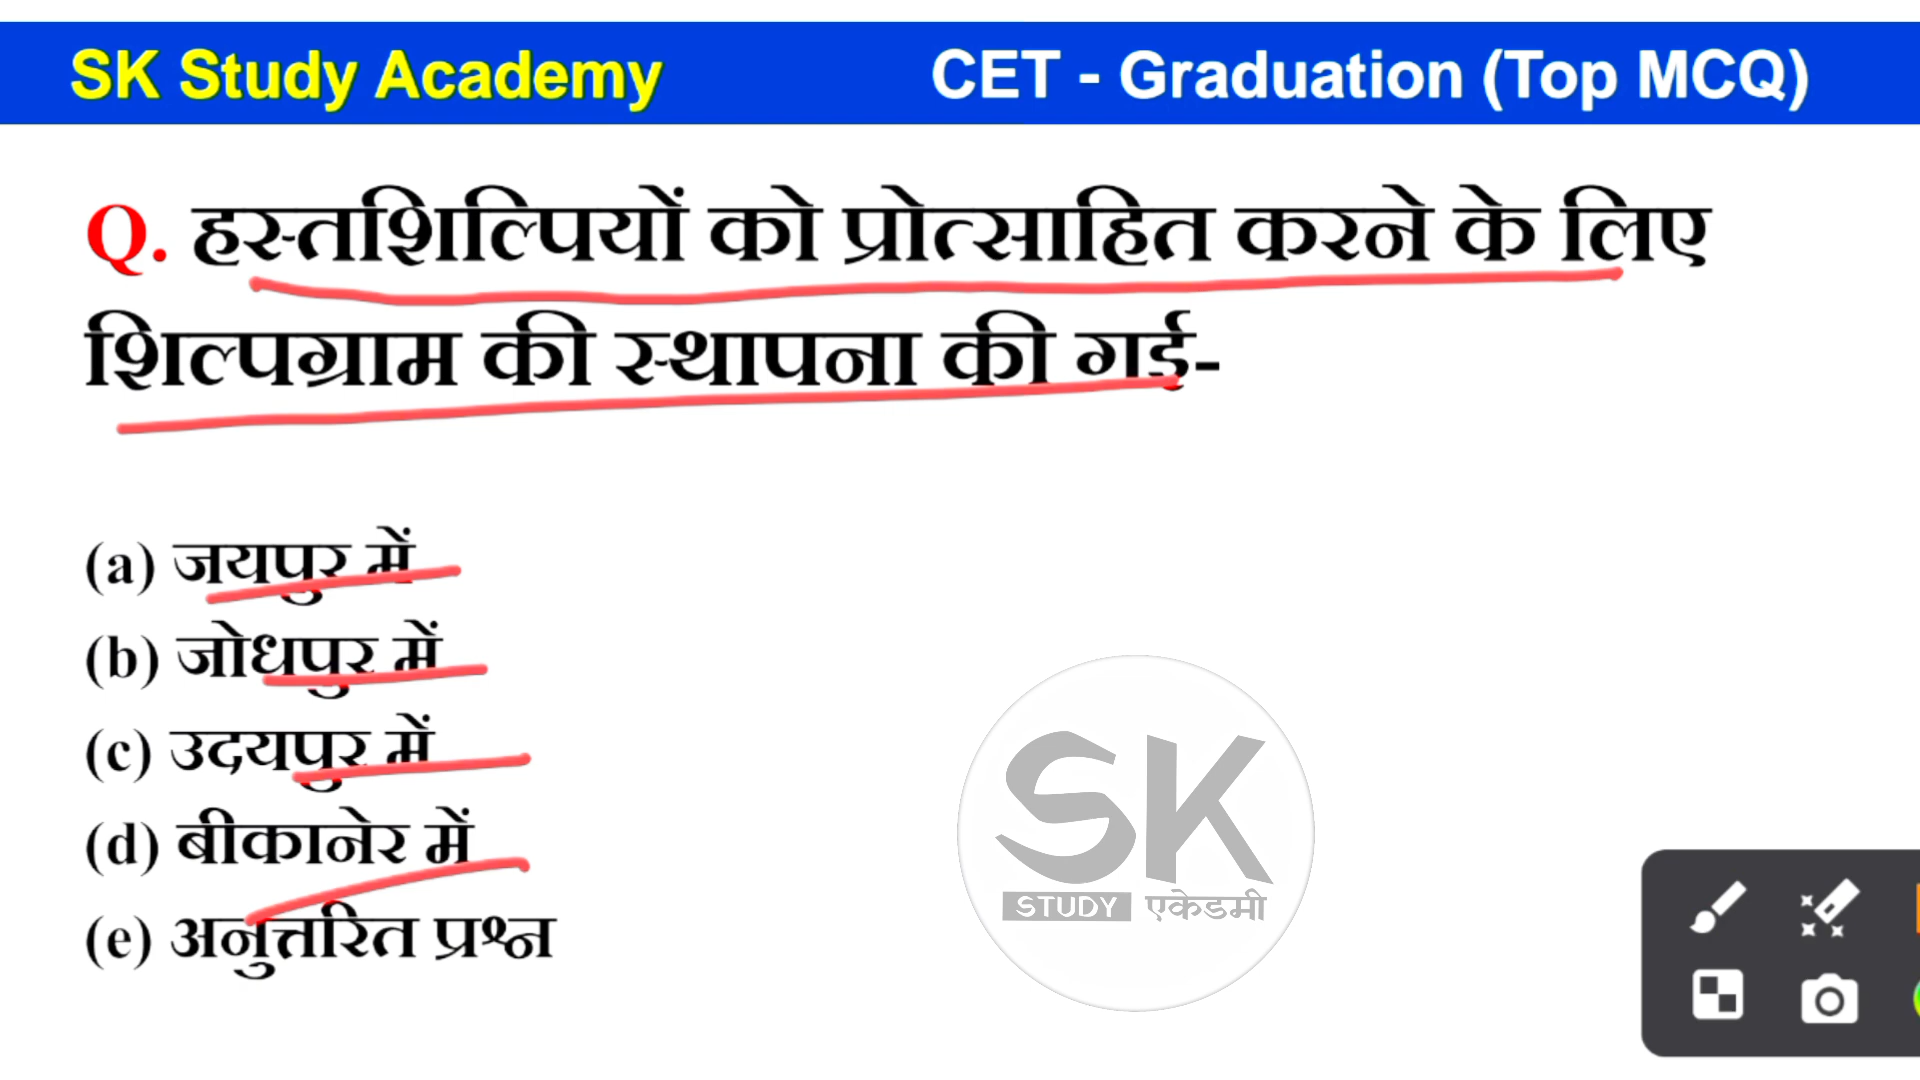 SK Study Academy
CET - Graduation (Top MCQ)
Q. हस्तशिल्पियों को प्रोत्साहित करने के लिए
शिल्पग्राम की स्थापना की गई-
(a) जयपुर में
(b) जोधपुर में
(c) उदयपुर में
(d) बीकानेर में
(e) अनुत्तरित प्रश्न
SK
STUDY एकेडमी